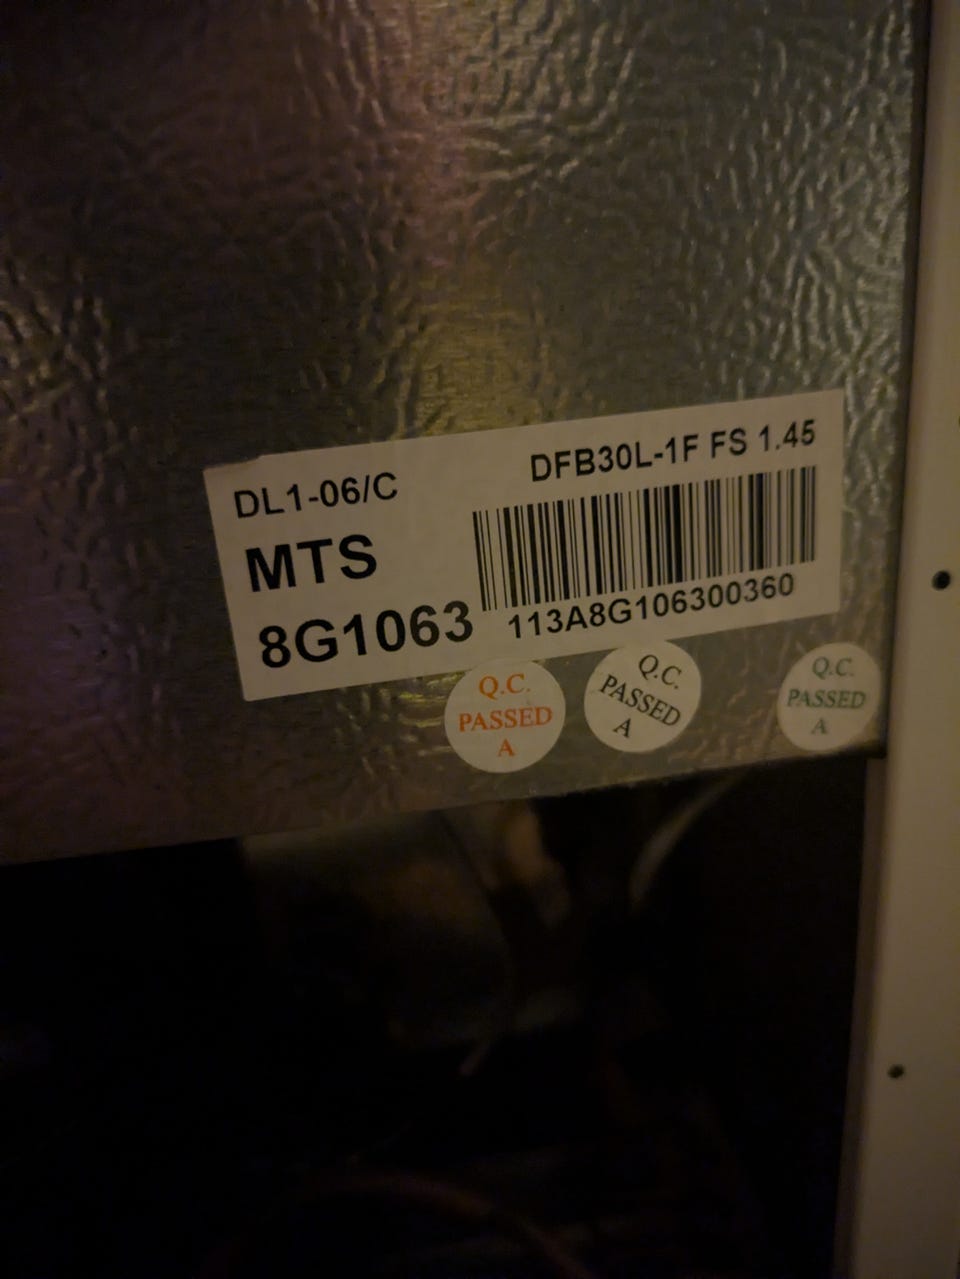 DL1-06/C
DFB30L-1F FS 1.45
MTS
8G1063
113A8G106300360
Q.C.
PASSED
A
Q.C.
PASSED
A
Q.C.
PASSED
A